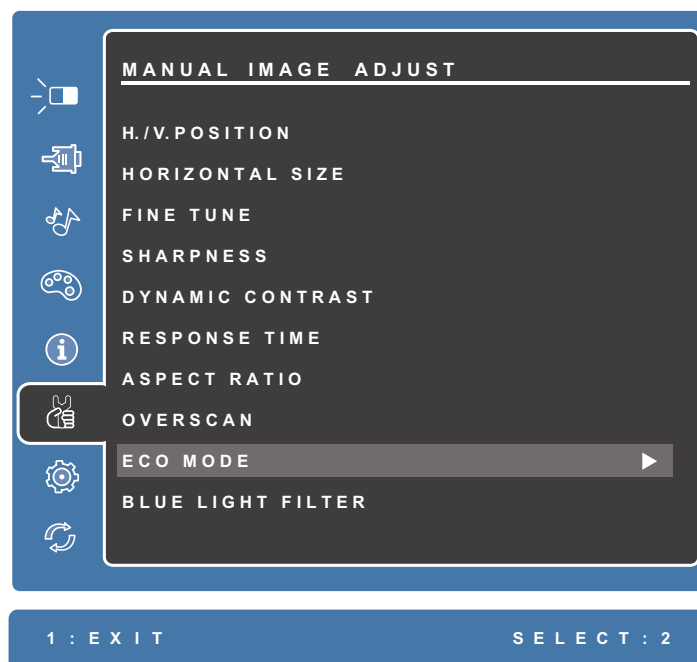 MANUAL IMAGE ADJUST
H./V.POSITION
HORIZONTAL SIZE
FINE TUNE
SHARPNESS
DYNAMIC CONTRAST
RESPONSE TIME
ASPECT RATIO
OVERSCAN
ECO MODE
BLUE LIGHT FILTER
1:EXIT SELECT:2